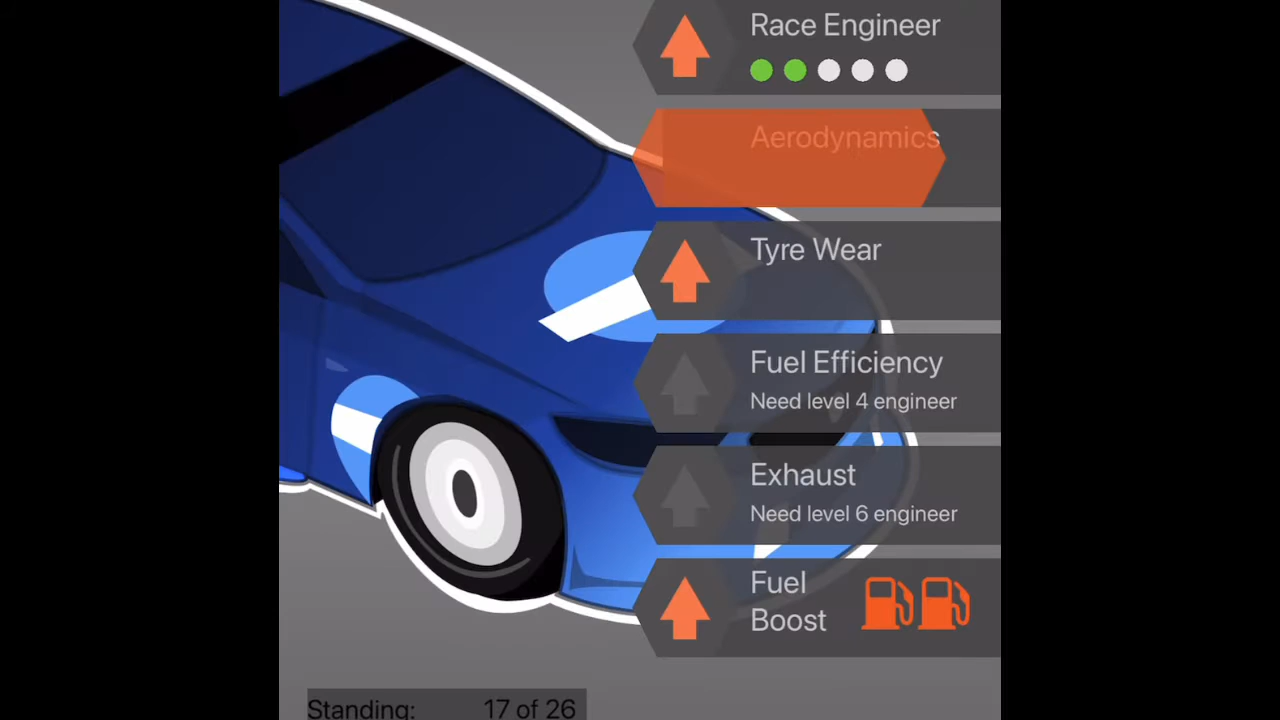 Race Engineer
Aerodynamics
Tyre Wear
Fuel Efficiency
Need level 4 engineer
Exhaust
Need level 6 engineer
Fuel
Boost
Standing: 17 of 26